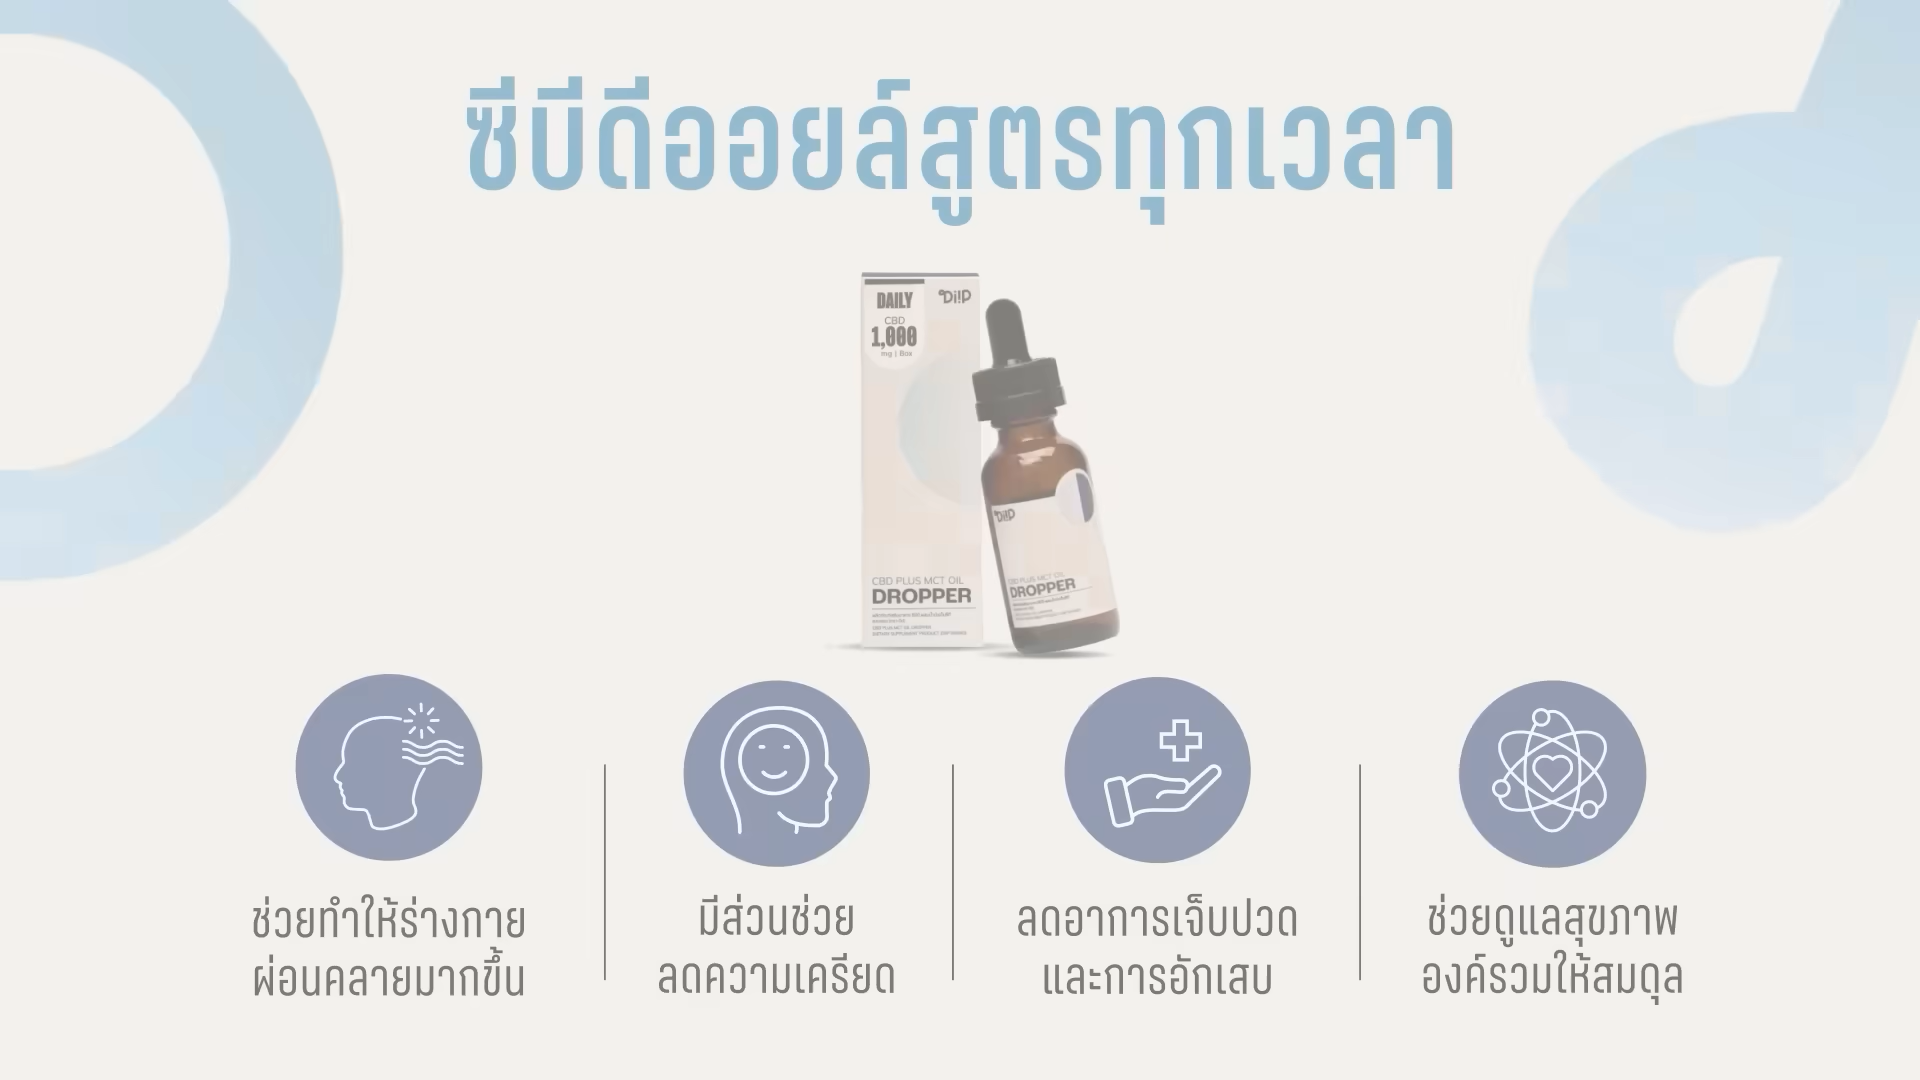 ซีบีดีออยล์สูตรทุกเวลา
DAILY
CBD
1,000
mg | Box
Di!P
Di!P
CBD PLUS MCT OIL
DROPPER
CBD PLUS MCT OIL
DROPPER
ช่วยทำให้ร่างกาย
ผ่อนคลายมากขึ้น
มีส่วนช่วย
ลดความเครียด
ลดอาการเจ็บปวด
และการอักเสบ
ช่วยดูแลสุขภาพ
องค์รวมให้สมดุล